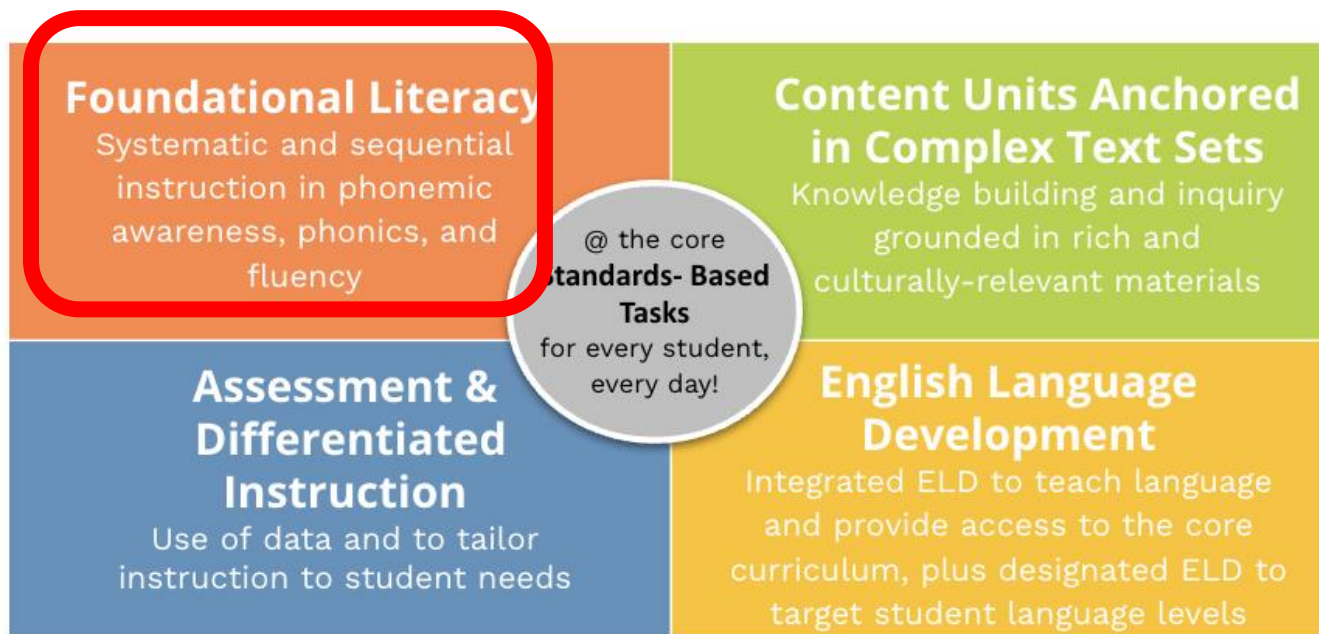 Foundational Literacy
Systematic and sequential
instruction in phonemic
awareness, phonics, and
fluency
Content Units Anchored
in Complex Text Sets
Knowledge building and inquiry
grounded in rich and
culturally-relevant materials
@ the core
Standards- Based
Tasks
for every student,
every day!
Assessment &
Differentiated
Instruction
Use of data and to tailor
instruction to student needs
English Language
Development
Integrated ELD to teach language
and provide access to the core
curriculum, plus designated ELD to
target student language levels